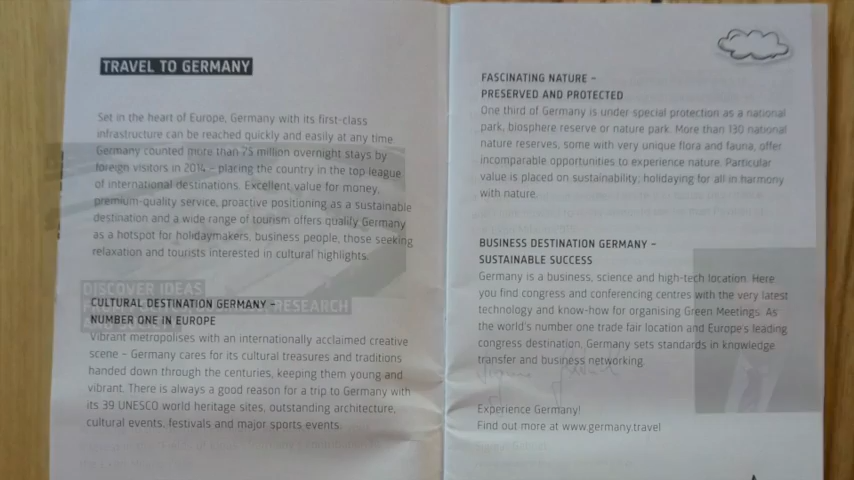 TRAVEL TO GERMANY
Set in the heart of Europe, Germany with its first-class
infrastructure can be reached quickly and easily at any time.
Germany counted more than 75 million overnight stays by
foreign visitors in 2014 – placing the country in the top league
of international destinations. Excellent value for money,
premium-quality service, proactive positioning as a sustainable
destination and a wide range of tourism offers qualify Germany
as a hotspot for holidaymakers, business people, those seeking
relaxation and tourists interested in cultural highlights.
DISCOVER IDEAS
RESEARCH
CULTURAL DESTINATION GERMANY –
NUMBER ONE IN EUROPE
Vibrant metropolises with an internationally acclaimed creative
scene – Germany cares for its cultural treasures and traditions
handed down through the centuries, keeping them young and
vibrant. There is always a good reason for a trip to Germany with
its 39 UNESCO world heritage sites, outstanding architecture,
cultural events, festivals and major sports events.
FASCINATING NATURE –
PRESERVED AND PROTECTED
One third of Germany is under special protection as a national
park, biosphere reserve or nature park. More than 130 national
nature reserves, some with very unique flora and fauna, offer
incomparable opportunities to experience nature. Particular
value is placed on sustainability; holidaying for all in harmony
with nature.
BUSINESS DESTINATION GERMANY –
SUSTAINABLE SUCCESS
Germany is a business, science and high-tech location. Here
you find congress and conferencing centres with the very latest
technology and know-how for organising Green Meetings. As
the world's number one trade fair location and Europe's leading
congress destination, Germany sets standards in knowledge
transfer and business networking.
Experience Germany!
Find out more at www.germany.travel